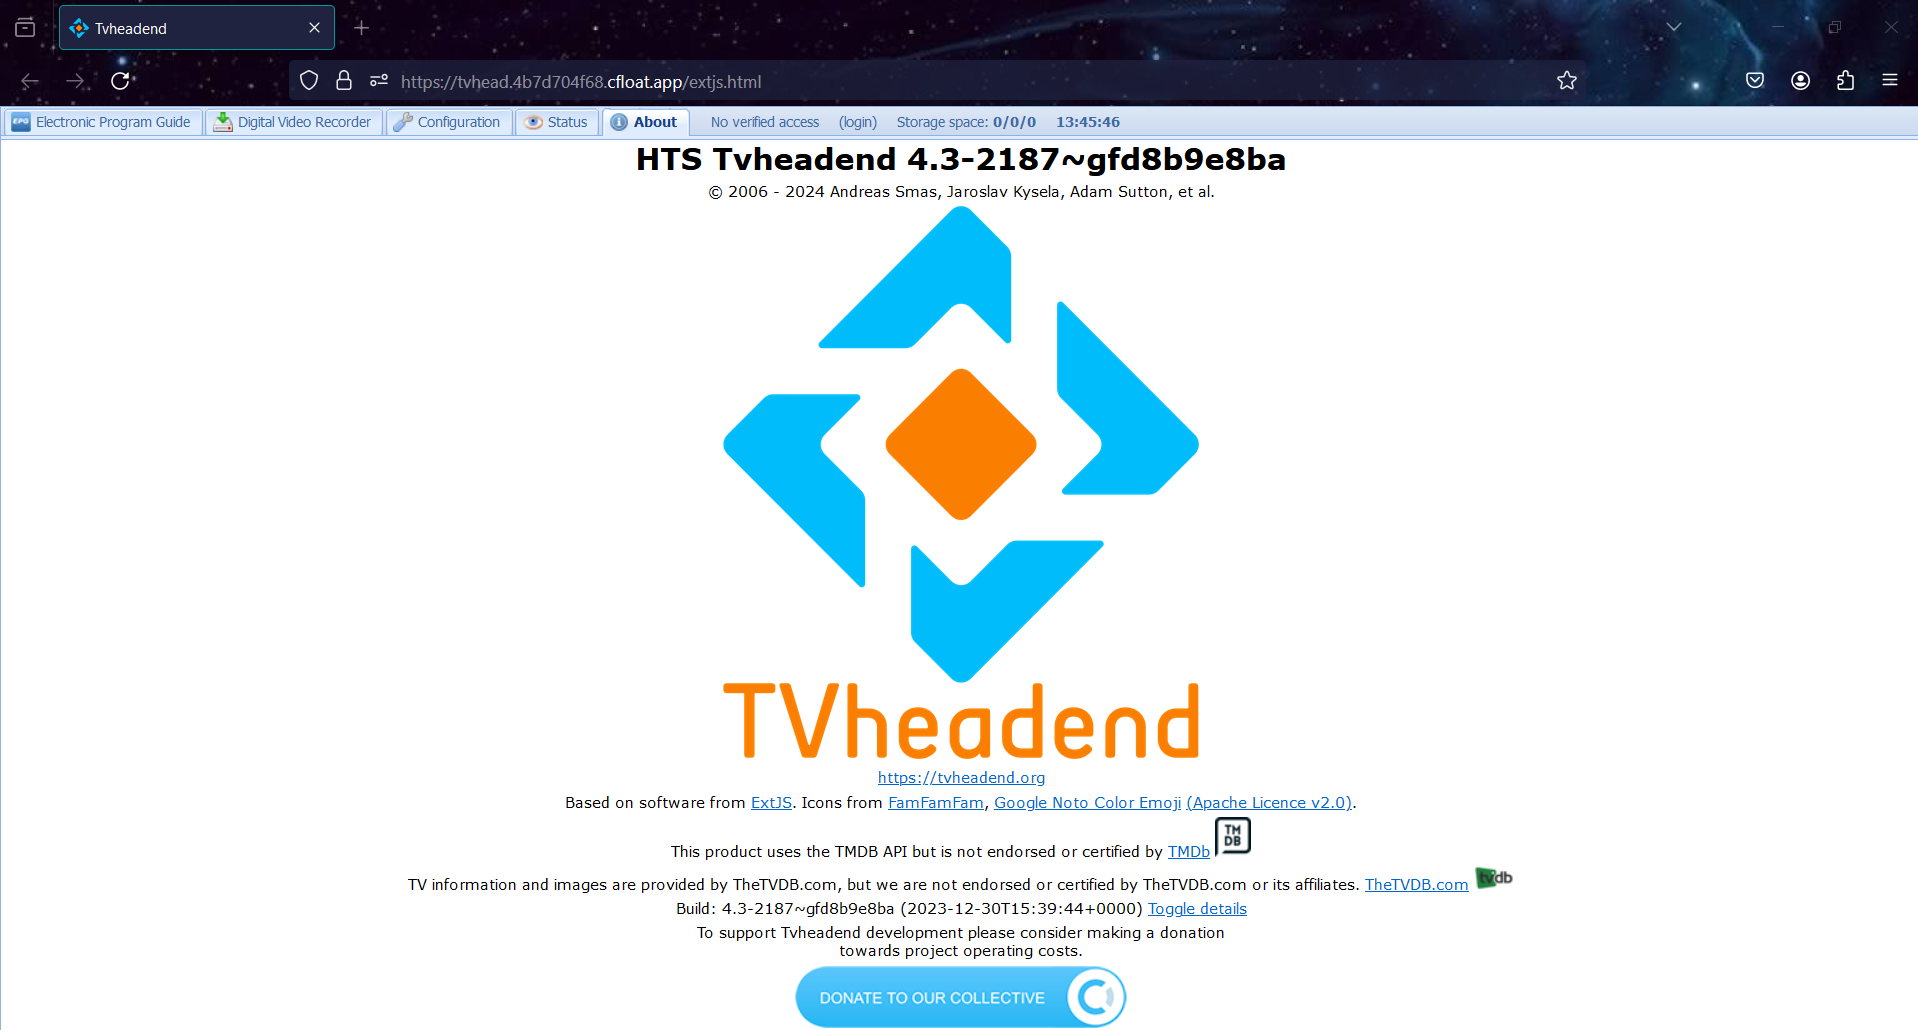 Tvheadend
https://tvhead.4b7d704f68.cfloat.app/extjs.html
EPG Electronic Program Guide Digital Video Recorder Configuration Status About No verified access (login) Storage space: 0/0/0 13:45:46
HTS Tvheadend 4.3-2187~gfd8b9e8ba
© 2006 - 2024 Andreas Smas, Jaroslav Kysela, Adam Sutton, et al.
TVheadend
https://tvheadend.org
Based on software from ExtJS. Icons from FamFamFam, Google Noto Color Emoji (Apache Licence v2.0).
TM
DB
This product uses the TMDB API but is not endorsed or certified by TMDb
TV information and images are provided by TheTVDB.com, but we are not endorsed or certified by TheTVDB.com or its affiliates. TheTVDB.com tvdb
Build: 4.3-2187~gfd8b9e8ba (2023-12-30T15:39:44+0000) Toggle details
To support Tvheadend development please consider making a donation
towards project operating costs.
DONATE TO OUR COLLECTIVE